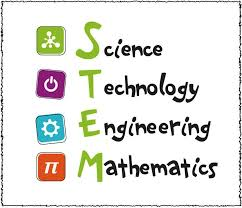 Science
Technology
Engineering
π Mathematics